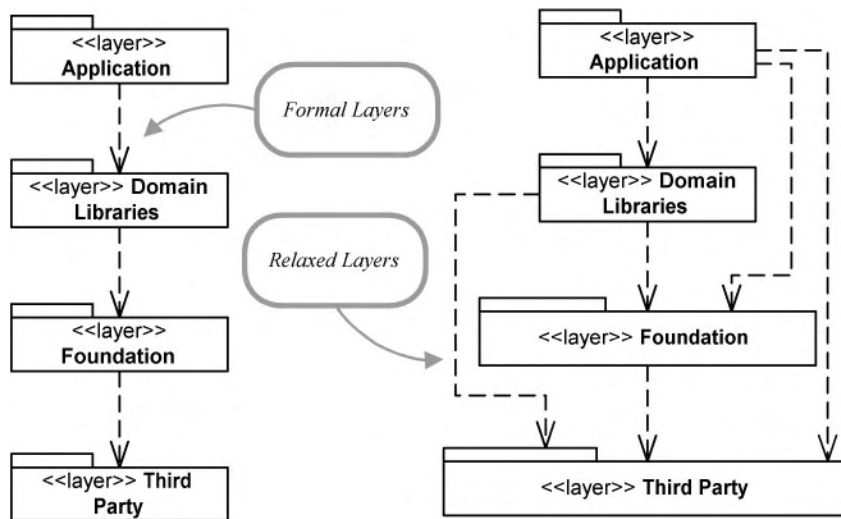 <<layer>>
Application
<<layer>> Domain
Libraries
<<layer>>
Foundation
<<layer>> Third
Party
Formal Layers
Relaxed Layers
<<layer>>
Application
<<layer>> Domain
Libraries
<<layer>> Foundation
<<layer>> Third Party